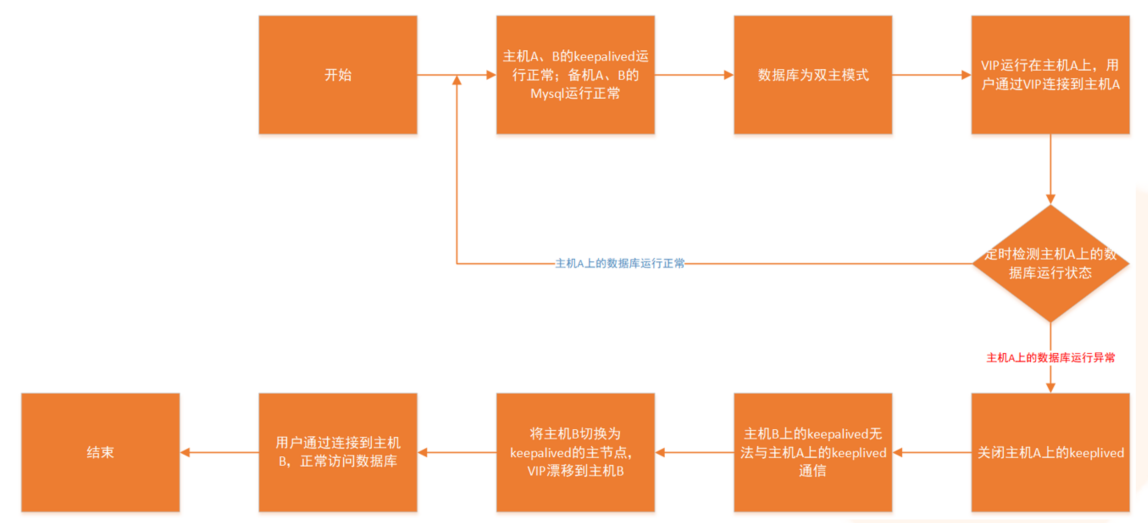 开始
主机A、B的keepalived运
行正常；备机A、B的
Mysql运行正常
数据库为双主模式
VIP运行在主机A上，用
户通过VIP连接到主机A
定时检测主机A上的数
据库运行状态
主机A上的数据库运行正常
主机A上的数据库运行异常
关闭主机A上的keeplived
主机B上的keepalived无
法与主机A上的keeplived
通信
将主机B切换为
keepalived的主节点，
VIP漂移到主机B
用户通过连接到主机
B，正常访问数据库
结束